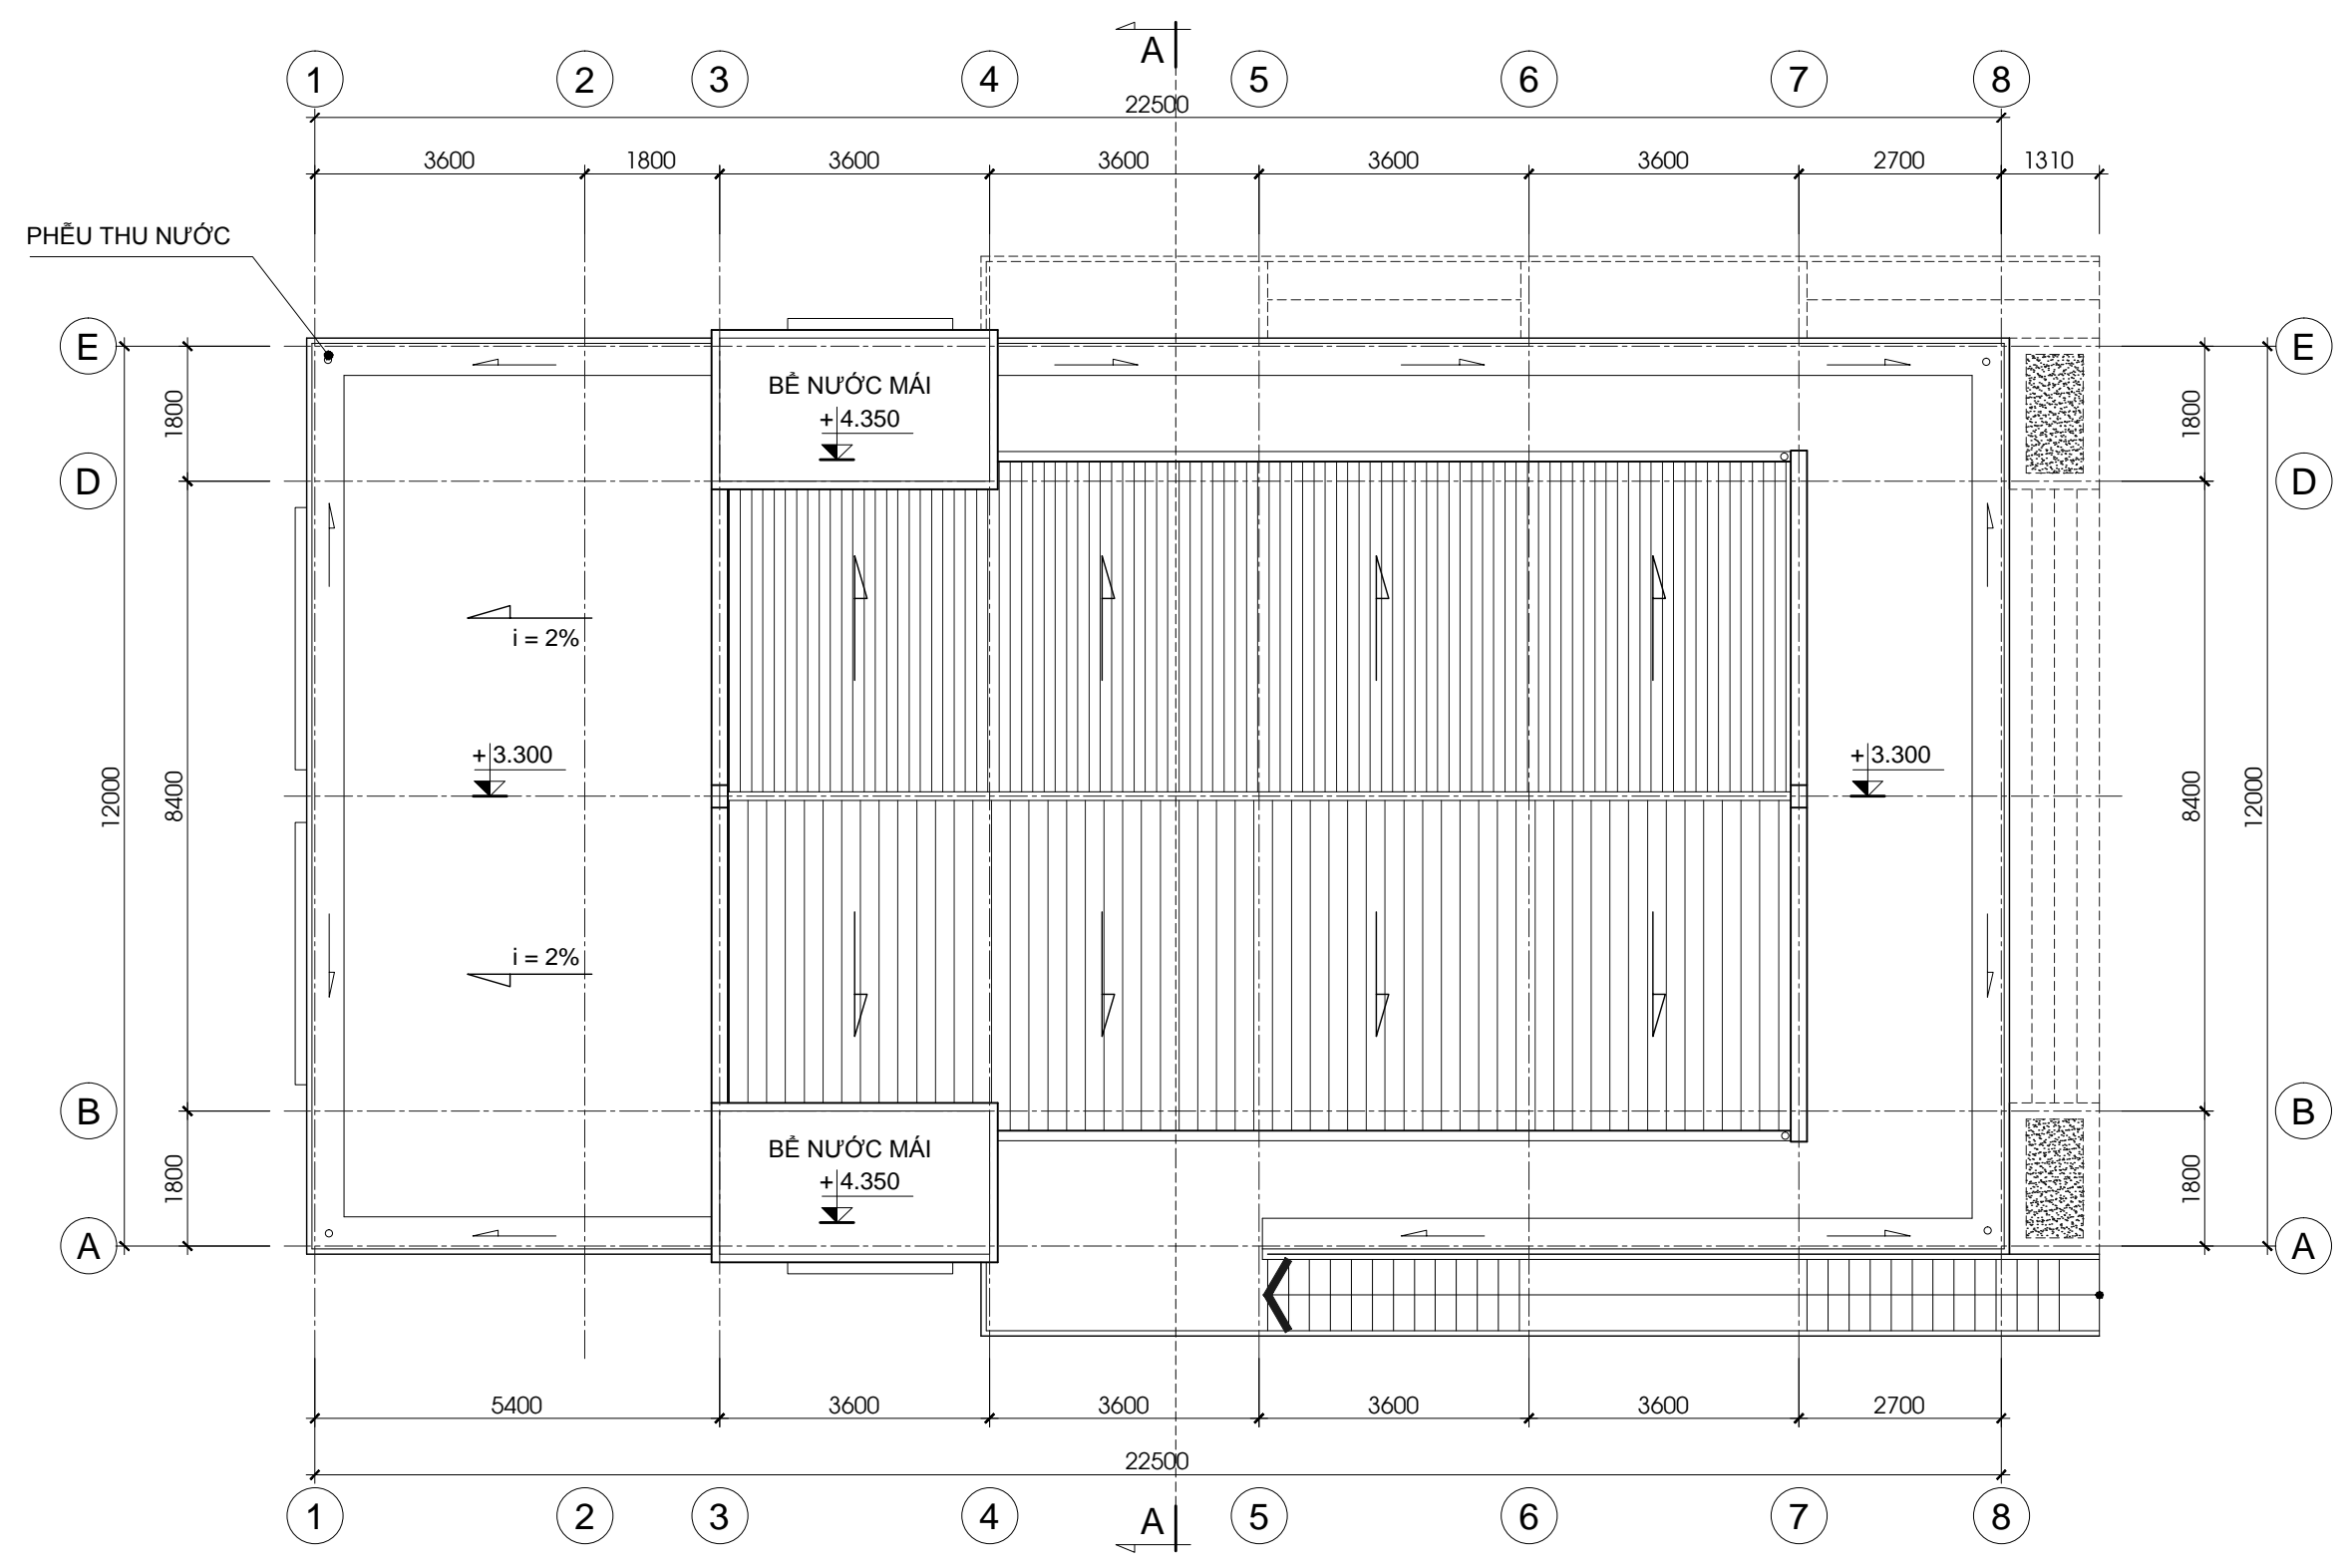 A
1 2 3 4 5 6 7 8
22500
3600 1800 3600 3600 3600 3600 2700 1310
PHỄU THU NƯỚC
E E
BỂ NƯỚC MÁI
+4.350
1800 1800
D D
i = 2%
+3.300 +3.300
12000 8400 8400 12000
i = 2%
B B
BỂ NƯỚC MÁI
+4.350
1800 1800
A A
5400 3600 3600 3600 3600 2700
22500
1 2 3 4 A 5 6 7 8